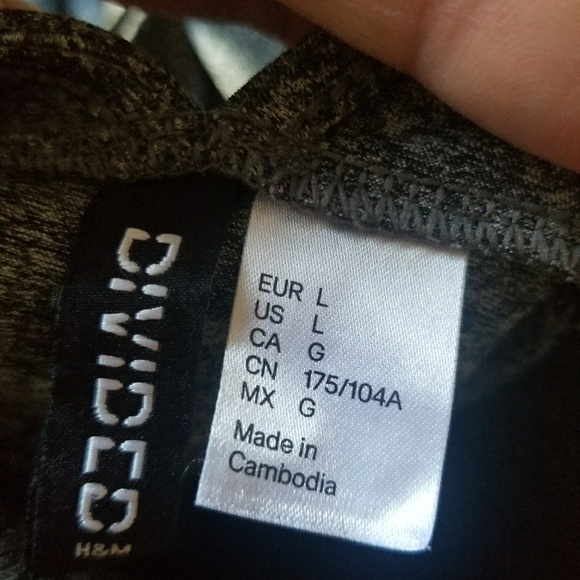 DIVIDED
H&M
EUR L
US L
CA G
CN 175/104A
MX G
Made in
Cambodia